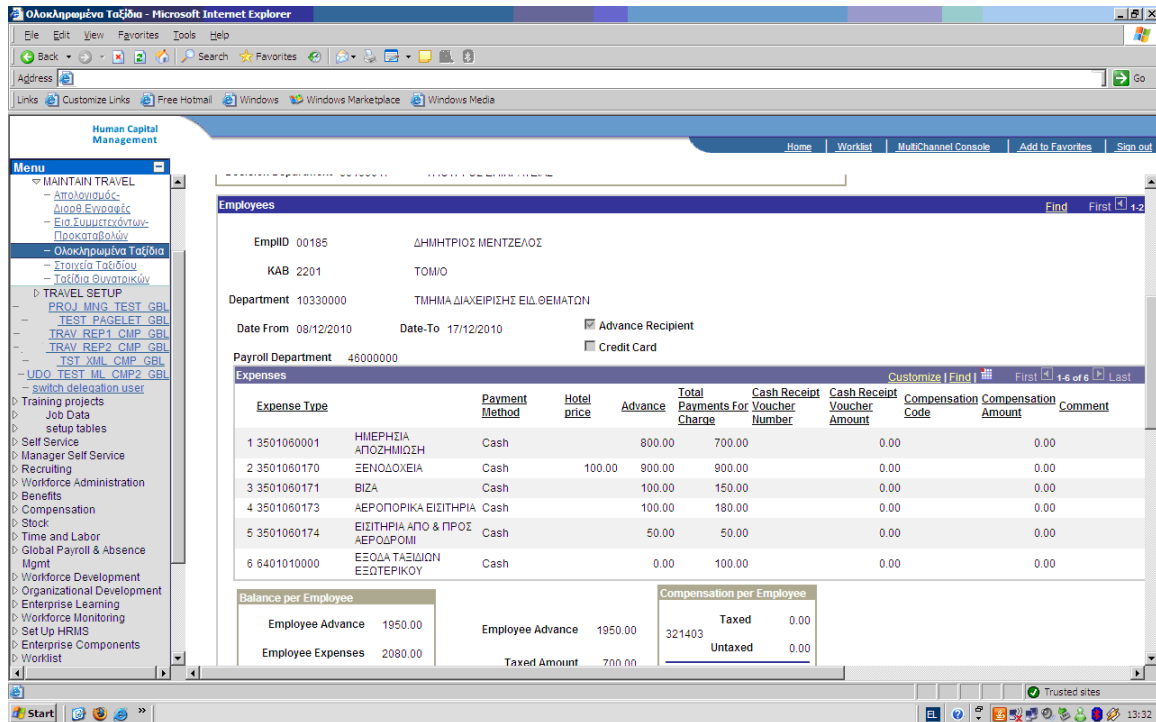 Ολοκληρωμένα Ταξίδια - Microsoft Internet Explorer
File Edit View Favorites Tools Help
Back Search Favorites
Address Go
Links Customize Links Free Hotmail Windows Windows Marketplace Windows Media
Human Capital
Management
Home Worklist MultiChannel Console Add to Favorites Sign out
Menu
MAINTAIN TRAVEL
Απολογισμός-
Διορθ.Εγγραφές
Εισ.Συμμετεχόντων-
Προκαταβολών
Ολοκληρωμένα Ταξίδια
Στοιχεία Ταξιδίου
Ταξίδια Θυγατρικών
TRAVEL SETUP
PROJ_MNG_TEST_GBL
TEST_PAGELET_GBL
TRAV_REP1_CMP_GBL
TRAV_REP2_CMP_GBL
TST_XML_CMP_GBL
UDO_TEST_ML_CMP2_GBL
switch delegation user
Training projects
Job Data
setup tables
Self Service
Manager Self Service
Recruiting
Workforce Administration
Benefits
Compensation
Stock
Time and Labor
Global Payroll & Absence
Mgmt
Workforce Development
Organizational Development
Enterprise Learning
Workforce Monitoring
Set Up HRMS
Enterprise Components
Worklist
Employees Find First 1-2
EmplID 00185 ΔΗΜΗΤΡΙΟΣ ΜΕΝΤΖΕΛΟΣ
KAB 2201 ΤΟΜ/Ο
Department 10330000 ΤΜΗΜΑ ΔΙΑΧΕΙΡΙΣΗΣ ΕΙΔ.ΘΕΜΑΤΩΝ
Date From 08/12/2010 Date-To 17/12/2010 Advance Recipient
Credit Card
Payroll Department 46000000
Expenses Customize | Find | First 1-6 of 6 Last
Expense Type Payment Method Hotel price Advance Total Payments For Charge Cash Receipt Voucher Number Cash Receipt Voucher Amount Compensation Code Compensation Amount Comment
1 3501060001 ΗΜΕΡΗΣΙΑ ΑΠΟΖΗΜΙΩΣΗ Cash 800.00 700.00 0.00 0.00
2 3501060170 ΞΕΝΟΔΟΧΕΙΑ Cash 100.00 900.00 900.00 0.00 0.00
3 3501060171 ΒΙΖΑ Cash 100.00 150.00 0.00 0.00
4 3501060173 ΑΕΡΟΠΟΡΙΚΑ ΕΙΣΙΤΗΡΙΑ Cash 100.00 180.00 0.00 0.00
5 3501060174 ΕΙΣΙΤΗΡΙΑ ΑΠΟ & ΠΡΟΣ ΑΕΡΟΔΡΟΜΙ Cash 50.00 50.00 0.00 0.00
6 6401010000 ΕΞΟΔΑ ΤΑΞΙΔΙΩΝ ΕΞΩΤΕΡΙΚΟΥ Cash 0.00 100.00 0.00 0.00
Balance per Employee
Employee Advance 1950.00
Employee Expenses 2080.00
Employee Advance 1950.00
Taxed Amount 700.00
Compensation per Employee
Taxed 0.00
321403
Untaxed 0.00
Trusted sites
Start EL 13:32